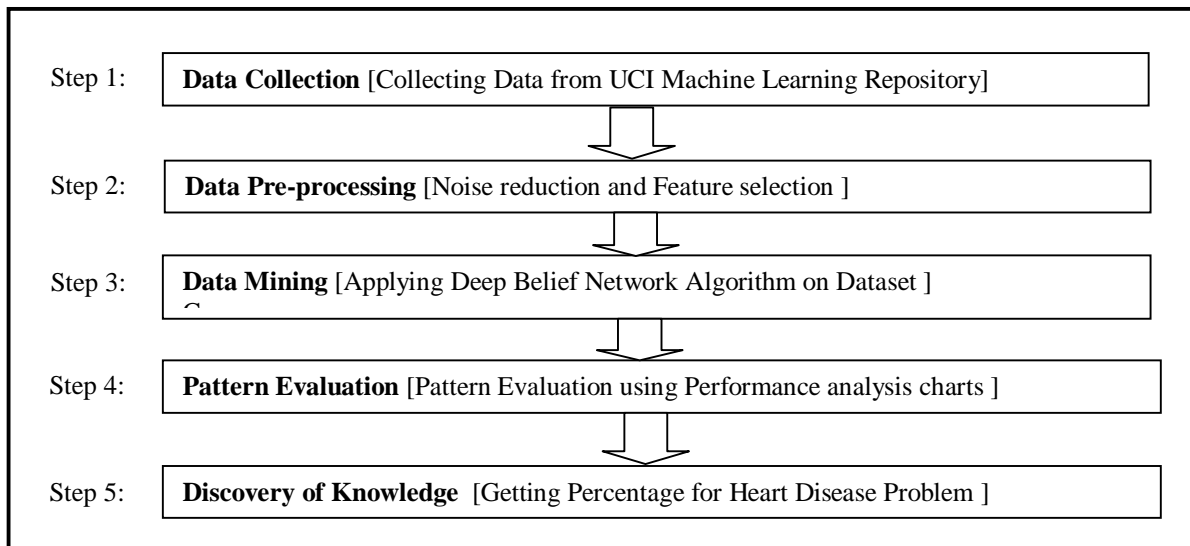 Step 1: Data Collection [Collecting Data from UCI Machine Learning Repository]
Step 2: Data Pre-processing [Noise reduction and Feature selection ]
Step 3: Data Mining [Applying Deep Belief Network Algorithm on Dataset ]
Step 4: Pattern Evaluation [Pattern Evaluation using Performance analysis charts ]
Step 5: Discovery of Knowledge [Getting Percentage for Heart Disease Problem ]